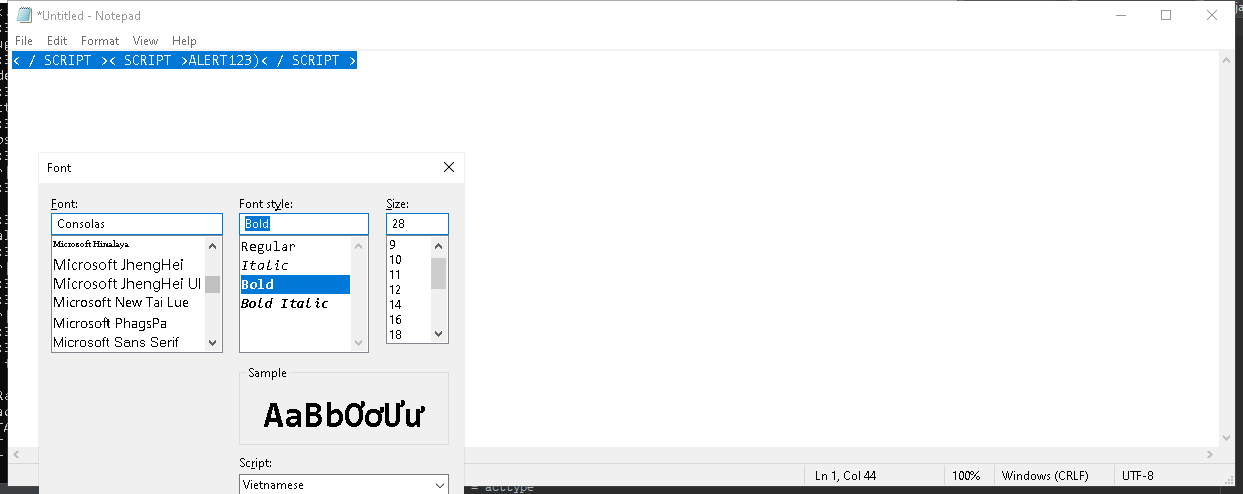 *Untitled - Notepad
File Edit Format View Help
< / SCRIPT >< SCRIPT >ALERT123)< / SCRIPT >
Font
Font: Font style: Size:
Consolas Bold 28
Microsoft Himalaya Regular 9
Microsoft JhengHei Italic 10
Microsoft JhengHei UI Bold 11
Microsoft New Tai Lue Bold Italic 12
Microsoft PhagsPa 14
Microsoft Sans Serif 16
18
Sample
AaBbƠơƯư
Script:
Vietnamese
Ln 1, Col 44 100% Windows (CRLF) UTF-8
= acctype